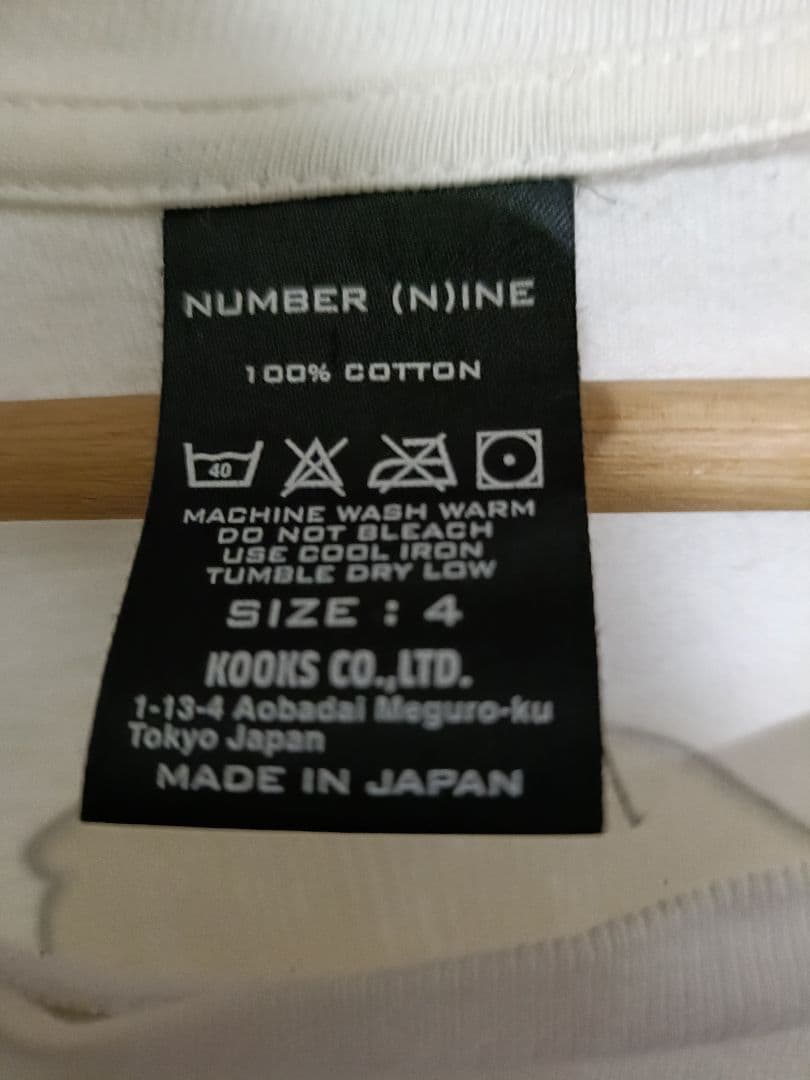 NUMBER (N)INE
100% COTTON
40
MACHINE WASH WARM
DO NOT BLEACH
USE COOL IRON
TUMBLE DRY LOW
SIZE : 4
KOOKS CO.,LTD.
1-13-4 Aobadai Meguro-ku
Tokyo Japan
MADE IN JAPAN